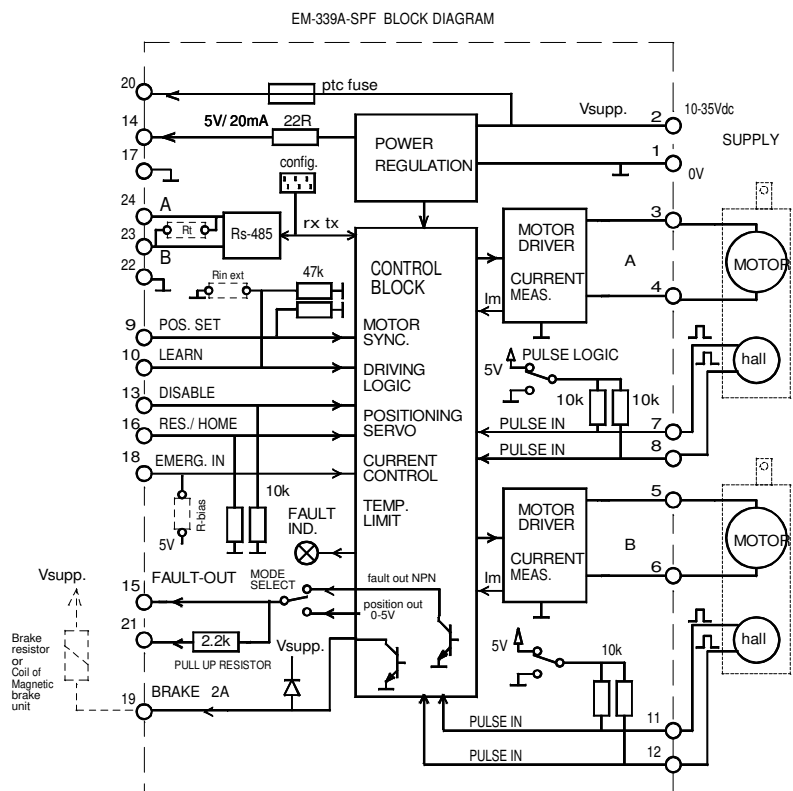 EM-339A-SPF BLOCK DIAGRAM
20
ptc fuse
Vsupp.
2
10-35Vdc
14
5V/ 20mA
22R
POWER
REGULATION
SUPPLY
17
1
0V
config.
24
A
rx tx
Rt
Rs-485
23
B
22
MOTOR
DRIVER
CURRENT
MEAS.
A
3
4
MOTOR
Im
Rin ext
47k
CONTROL
BLOCK
9
POS. SET
MOTOR
SYNC.
10
LEARN
DRIVING
LOGIC
13
DISABLE
POSITIONING
SERVO
16
RES./ HOME
18
EMERG. IN
CURRENT
CONTROL
TEMP.
LIMIT
5V
PULSE LOGIC
10k
10k
hall
PULSE IN
7
PULSE IN
8
R-bias
5V
10k
FAULT
IND.
MOTOR
DRIVER
CURRENT
MEAS.
B
5
6
MOTOR
Im
Vsupp.
15
FAULT-OUT
MODE
SELECT
fault out NPN
position out
0-5V
21
2.2k
PULL UP RESISTOR
Vsupp.
Brake
resistor
or
Coil of
Magnetic
brake
unit
19
BRAKE 2A
5V
10k
hall
PULSE IN
11
PULSE IN
12